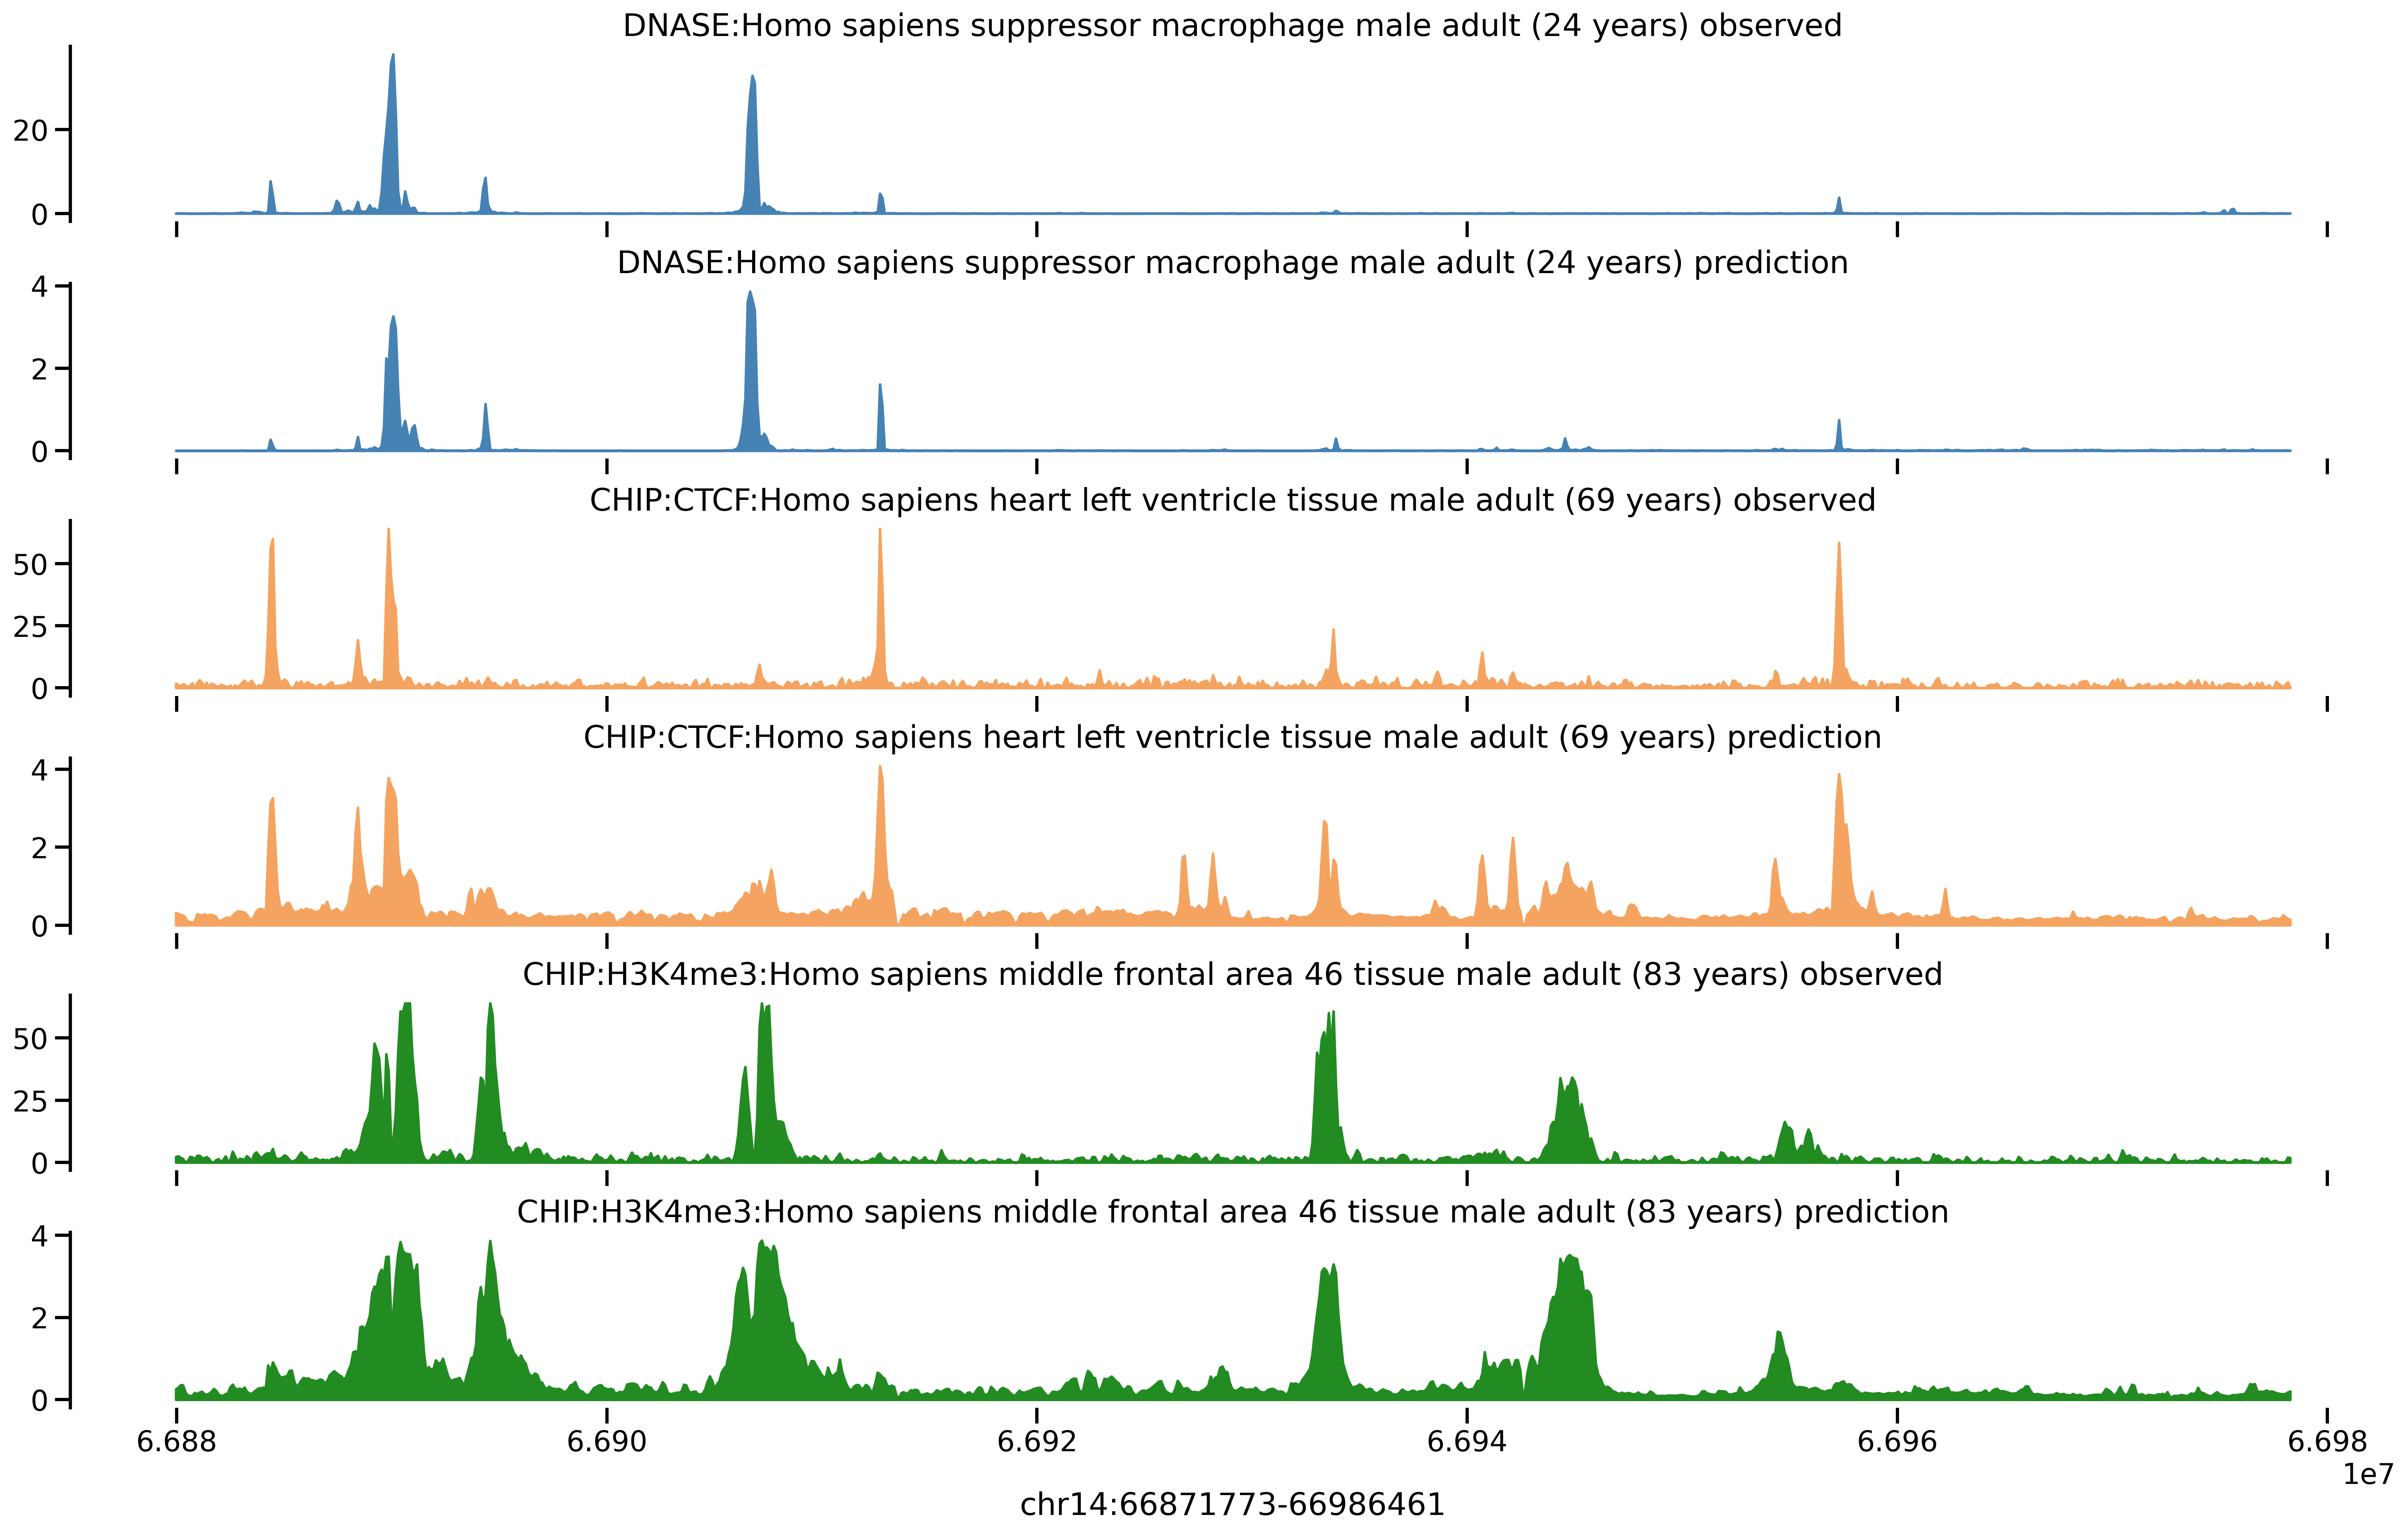 DNASE:Homo sapiens suppressor macrophage male adult (24 years) observed
20
0
DNASE:Homo sapiens suppressor macrophage male adult (24 years) prediction
4
2
0
CHIP:CTCF:Homo sapiens heart left ventricle tissue male adult (69 years) observed
50
25
0
CHIP:CTCF:Homo sapiens heart left ventricle tissue male adult (69 years) prediction
4
2
0
CHIP:H3K4me3:Homo sapiens middle frontal area 46 tissue male adult (83 years) observed
50
25
0
CHIP:H3K4me3:Homo sapiens middle frontal area 46 tissue male adult (83 years) prediction
4
2
0
6.688 6.690 6.692 6.694 6.696 6.698
1e7
chr14:66871773-66986461